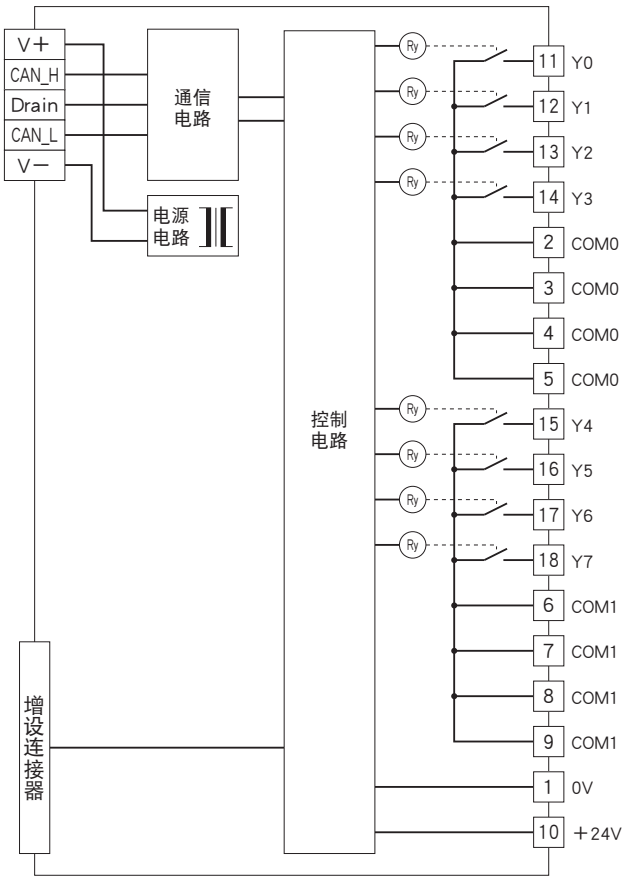 V＋
CAN_H
Drain
CAN_L
V－
通信
电路
电源
电路
控制
电路
增设连接器
Ry
11 Y0
Ry
12 Y1
Ry
13 Y2
Ry
14 Y3
2 COM0
3 COM0
4 COM0
5 COM0
Ry
15 Y4
Ry
16 Y5
Ry
17 Y6
Ry
18 Y7
6 COM1
7 COM1
8 COM1
9 COM1
1 0V
10 ＋24V